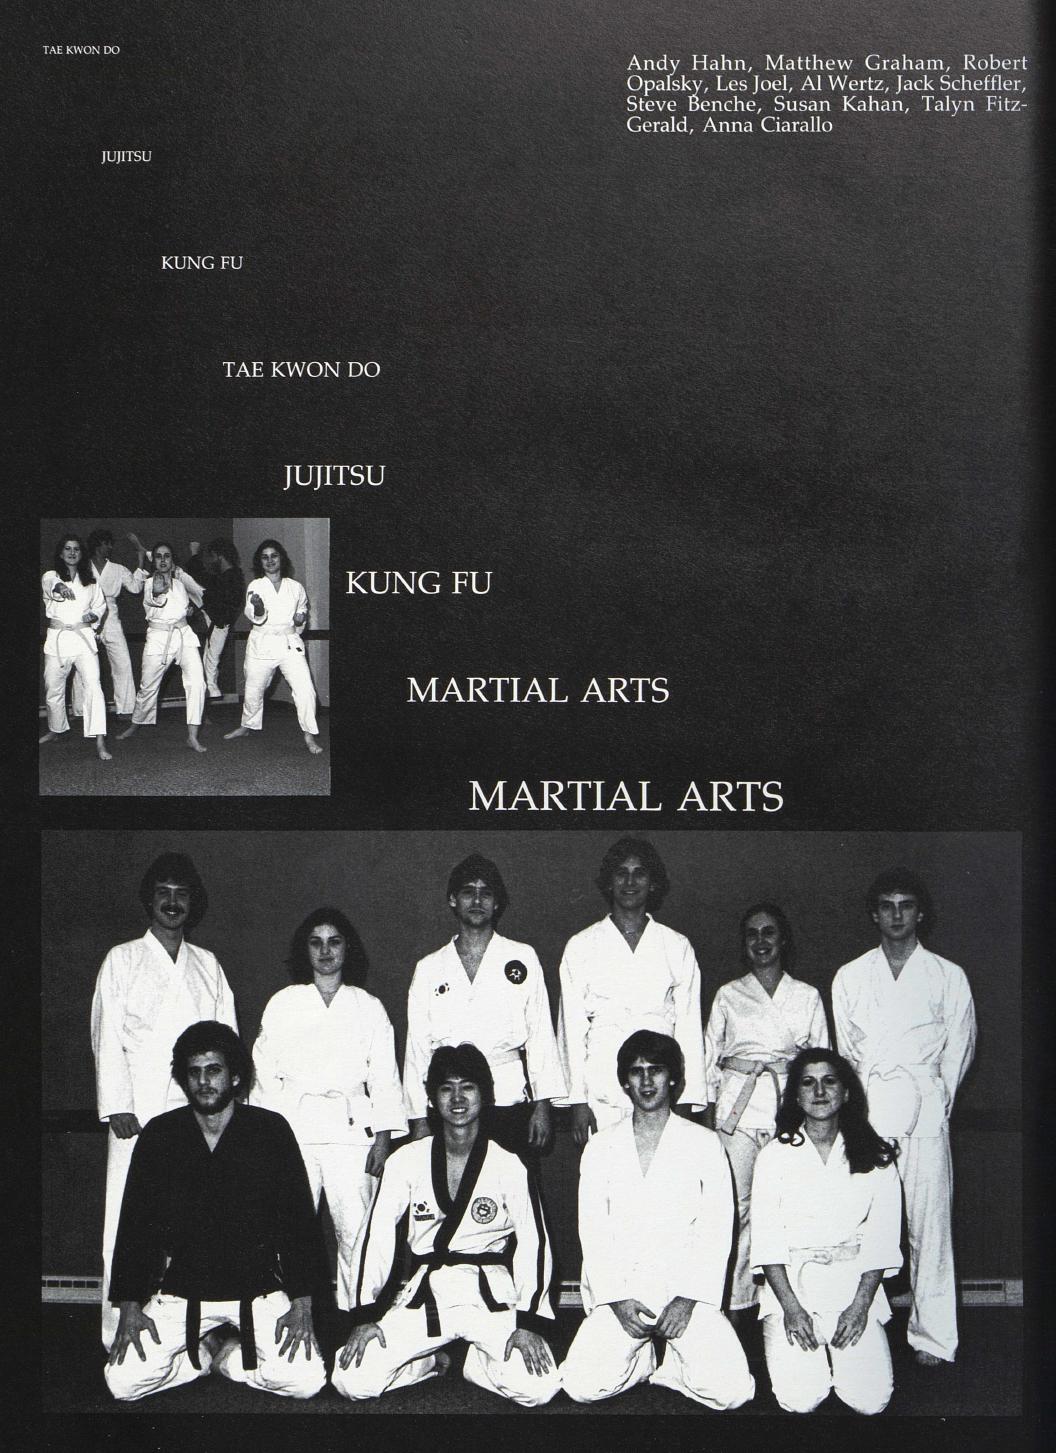 TAE KWON DO
Andy Hahn, Matthew Graham, Robert
Opalsky, Les Joel, Al Wertz, Jack Scheffler,
Steve Benche, Susan Kahan, Talyn Fitz-
Gerald, Anna Ciarallo
JUJITSU
KUNG FU
TAE KWON DO
JUJITSU
KUNG FU
MARTIAL ARTS
MARTIAL ARTS